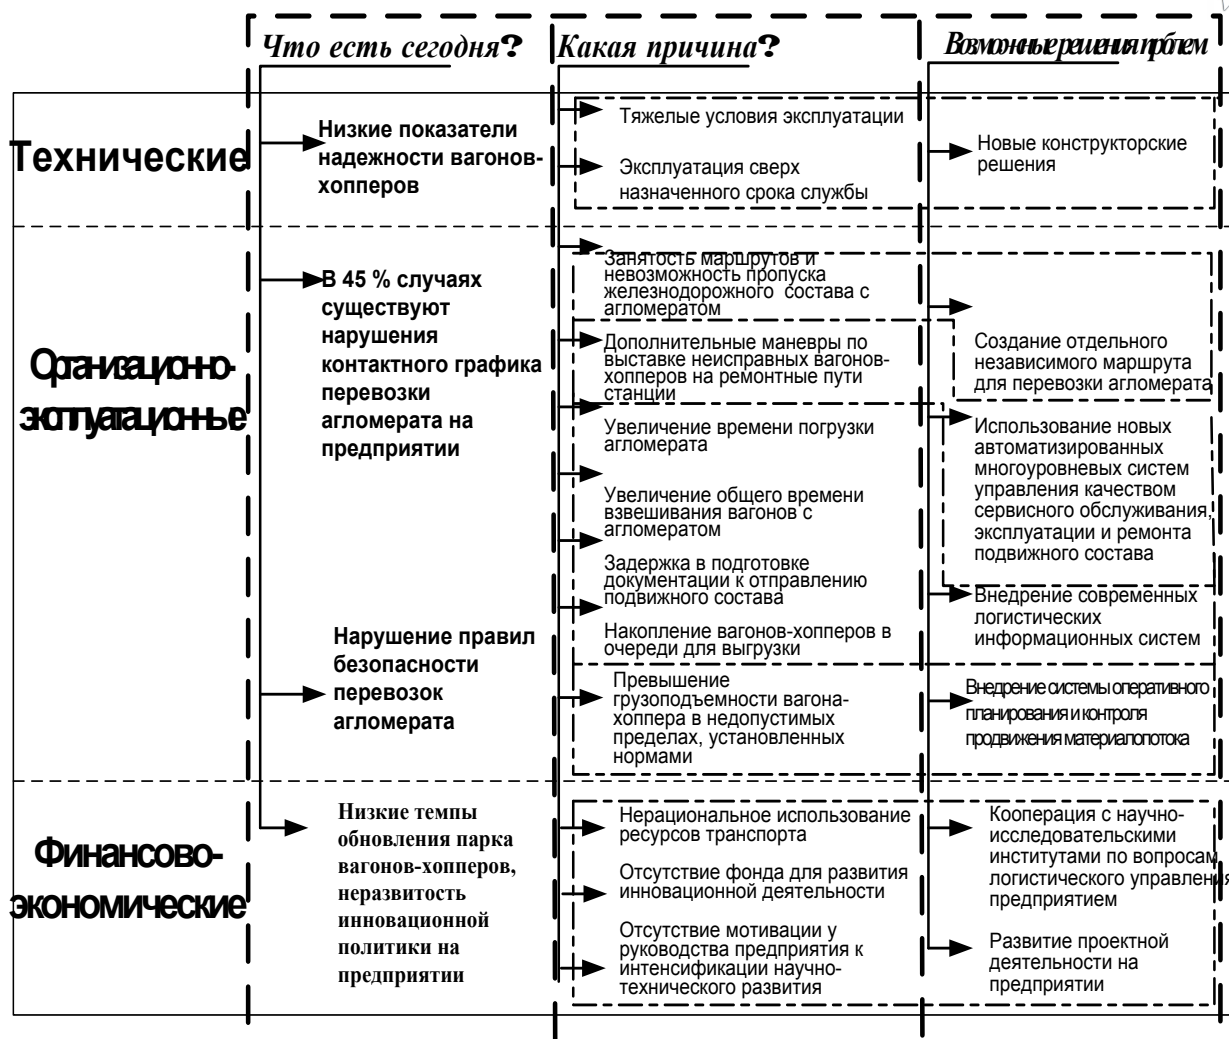 Что есть сегодня?
Какая причина?
Возможные решения проблем
Технические
Низкие показатели
надежности вагонов-
хопперов
Тяжелые условия эксплуатации
Эксплуатация сверх
назначенного срока службы
Новые конструкторские
решения
Организационно-
эксплуатационные
В 45 % случаях
существуют
нарушения
контактного графика
перевозки
агломерата на
предприятии
Нарушение правил
безопасности
перевозок
агломерата
Занятость маршрутов и
невозможность пропуска
железнодорожного состава с
агломератом
Дополнительные маневры по
выставке неисправных вагонов-
хопперов на ремонтные пути
станции
Увеличение времени погрузки
агломерата
Увеличение общего времени
взвешивания вагонов с
агломератом
Задержка в подготовке
документации к отправлению
подвижного состава
Накопление вагонов-хопперов в
очереди для выгрузки
Превышение
грузоподъемности вагона-
хоппера в недопустимых
пределах, установленных
нормами
Создание отдельного
независимого маршрута
для перевозки агломерата
Использование новых
автоматизированных
многоуровневых систем
управления качеством
сервисного обслуживания,
эксплуатации и ремонта
подвижного состава
Внедрение современных
логистических
информационных систем
Внедрение системы оперативного
планирования и контроля
продвижения материалопотока
Финансово-
экономические
Низкие темпы
обновления парка
вагонов-хопперов,
неразвитость
инновационной
политики на
предприятии
Нерациональное использование
ресурсов транспорта
Отсутствие фонда для развития
инновационной деятельности
Отсутствие мотивации у
руководства предприятия к
интенсификации научно-
технического развития
Кооперация с научно-
исследовательскими
институтами по вопросам
логистического управления
предприятием
Развитие проектной
деятельности на
предприятии